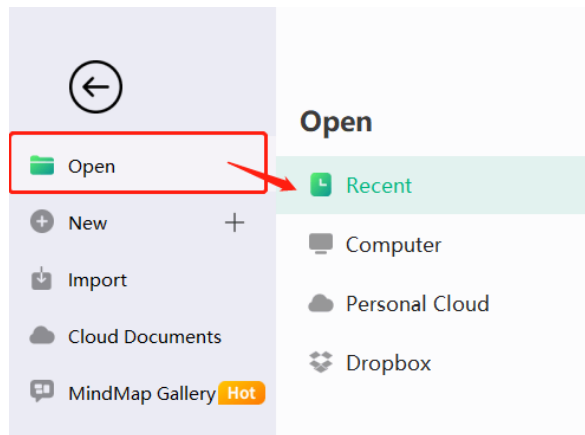 Open
New
Import
Cloud Documents
MindMap Gallery Hot
Open
Recent
Computer
Personal Cloud
Dropbox